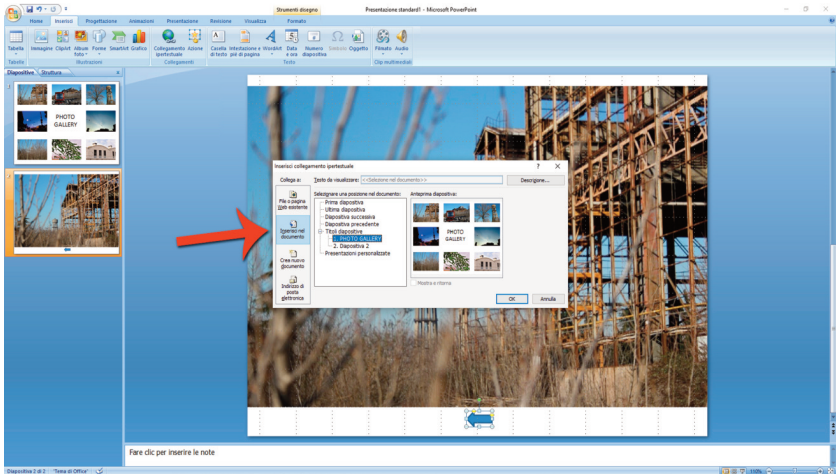 Strumenti disegno
Presentazione standard1 - Microsoft PowerPoint
Home Inserisci Progettazione Animazioni Presentazione Revisione Visualizza Formato
Tabella Immagine ClipArt Album foto Forme SmartArt Grafico Collegamento ipertestuale Azione Casella di testo Intestazione e piè di pagina WordArt Data e ora Numero diapositiva Simbolo Oggetto Filmato Audio
Tabelle Illustrazioni Collegamenti Testo Clip multimediali
Diapositive Struttura x
1
PHOTO
GALLERY
2
Inserisci collegamento ipertestuale ? X
Collega a: Testo da visualizzare: <<Selezione nel documento>> Descrizione...
File o pagina
Web esistente
Inserisci nel
documento
Crea nuovo
documento
Indirizzo di
posta
elettronica
Selezionare una posizione nel documento:
Prima diapositiva
Ultima diapositiva
Diapositiva successiva
Diapositiva precedente
Titoli diapositive
1. PHOTO GALLERY
2. Diapositiva 2
Presentazioni personalizzate
Anteprima diapositiva:
PHOTO
GALLERY
Mostra e ritorna
OK Annulla
Fare clic per inserire le note
Diapositiva 2 di 2 "Tema di Office" 110%